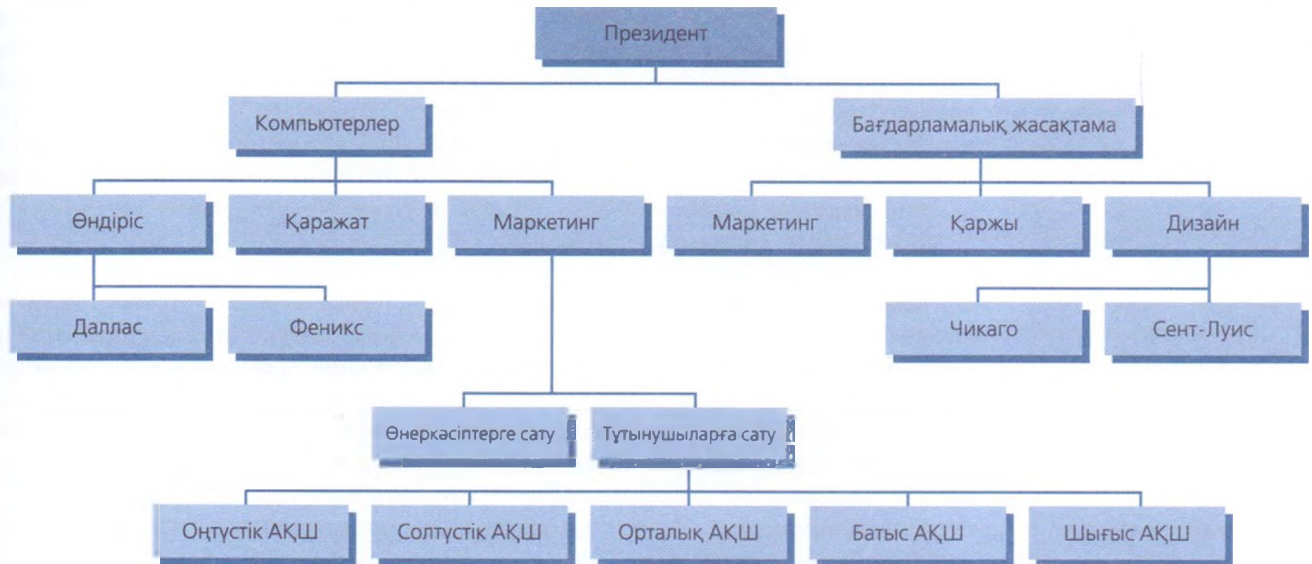 Президент
Компьютерлер
Бағдарламалық жасақтама
Өндіріс
Қаражат
Маркетинг
Маркетинг
Қаржы
Дизайн
Даллас
Феникс
Чикаго
Сент-Луис
Өнеркәсіптерге сату
Тұтынушыларға сату
Оңтүстік АҚШ
Солтүстік АҚШ
Орталық АҚШ
Батыс АҚШ
Шығыс АҚШ